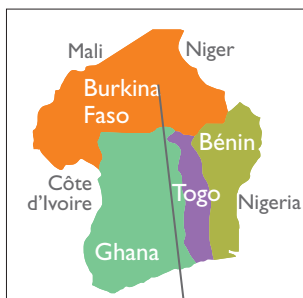 Mali
Niger
Burkina
Faso
Bénin
Côte
d'Ivoire
Togo
Nigeria
Ghana